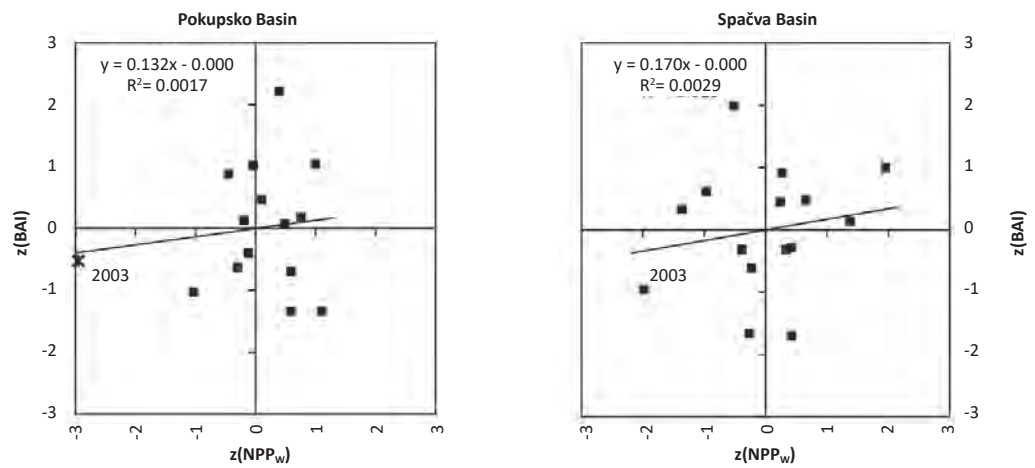 Pokupsko Basin
y = 0.132x - 0.000
R²= 0.0017
3
2
1
0
-1
-2
-3
z(BAI)
2003
-3 -2 -1 0 1 3
z(NPPw)
Spačva Basin
y = 0.170x - 0.000
R²= 0.0029
2003
3
2
1
0
-1
-2
-3
z(BAI)
-3 -2 -1 0 1 3
z(NPPw)